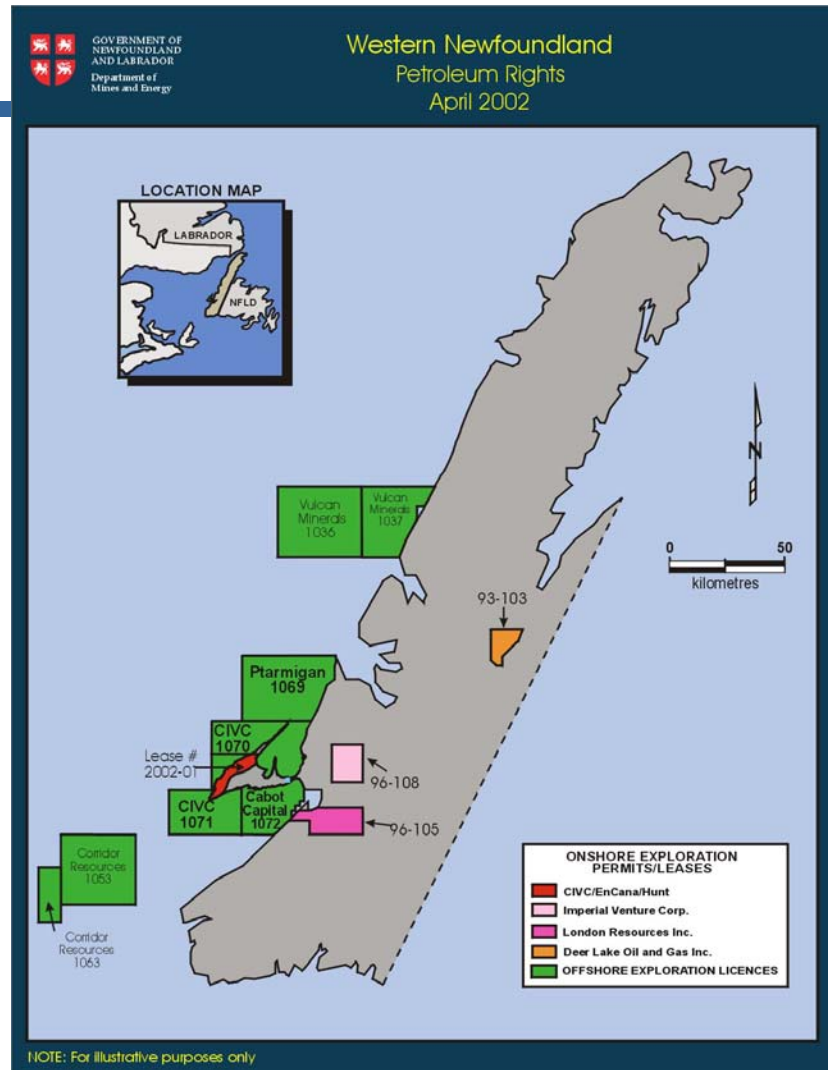 GOVERNMENT OF
NEWFOUNDLAND
AND LABRADOR
Department of
Mines and Energy
Western Newfoundland
Petroleum Rights
April 2002
LOCATION MAP
LABRADOR
NFLD
N
0 50
kilometres
Vulcan
Minerals
1036
Vulcan
Minerals
1037
93-103
Ptarmigan
1069
CIVC
1070
Lease #
2002-01
96-108
CIVC
1071
Cabot
Capital
1072
96-105
Corridor
Resources
1053
Corridor
Resources
1063
ONSHORE EXPLORATION
PERMITS/LEASES
CIVC/EnCana/Hunt
Imperial Venture Corp.
London Resources Inc.
Deer Lake Oil and Gas Inc.
OFFSHORE EXPLORATION LICENCES
NOTE: For illustrative purposes only